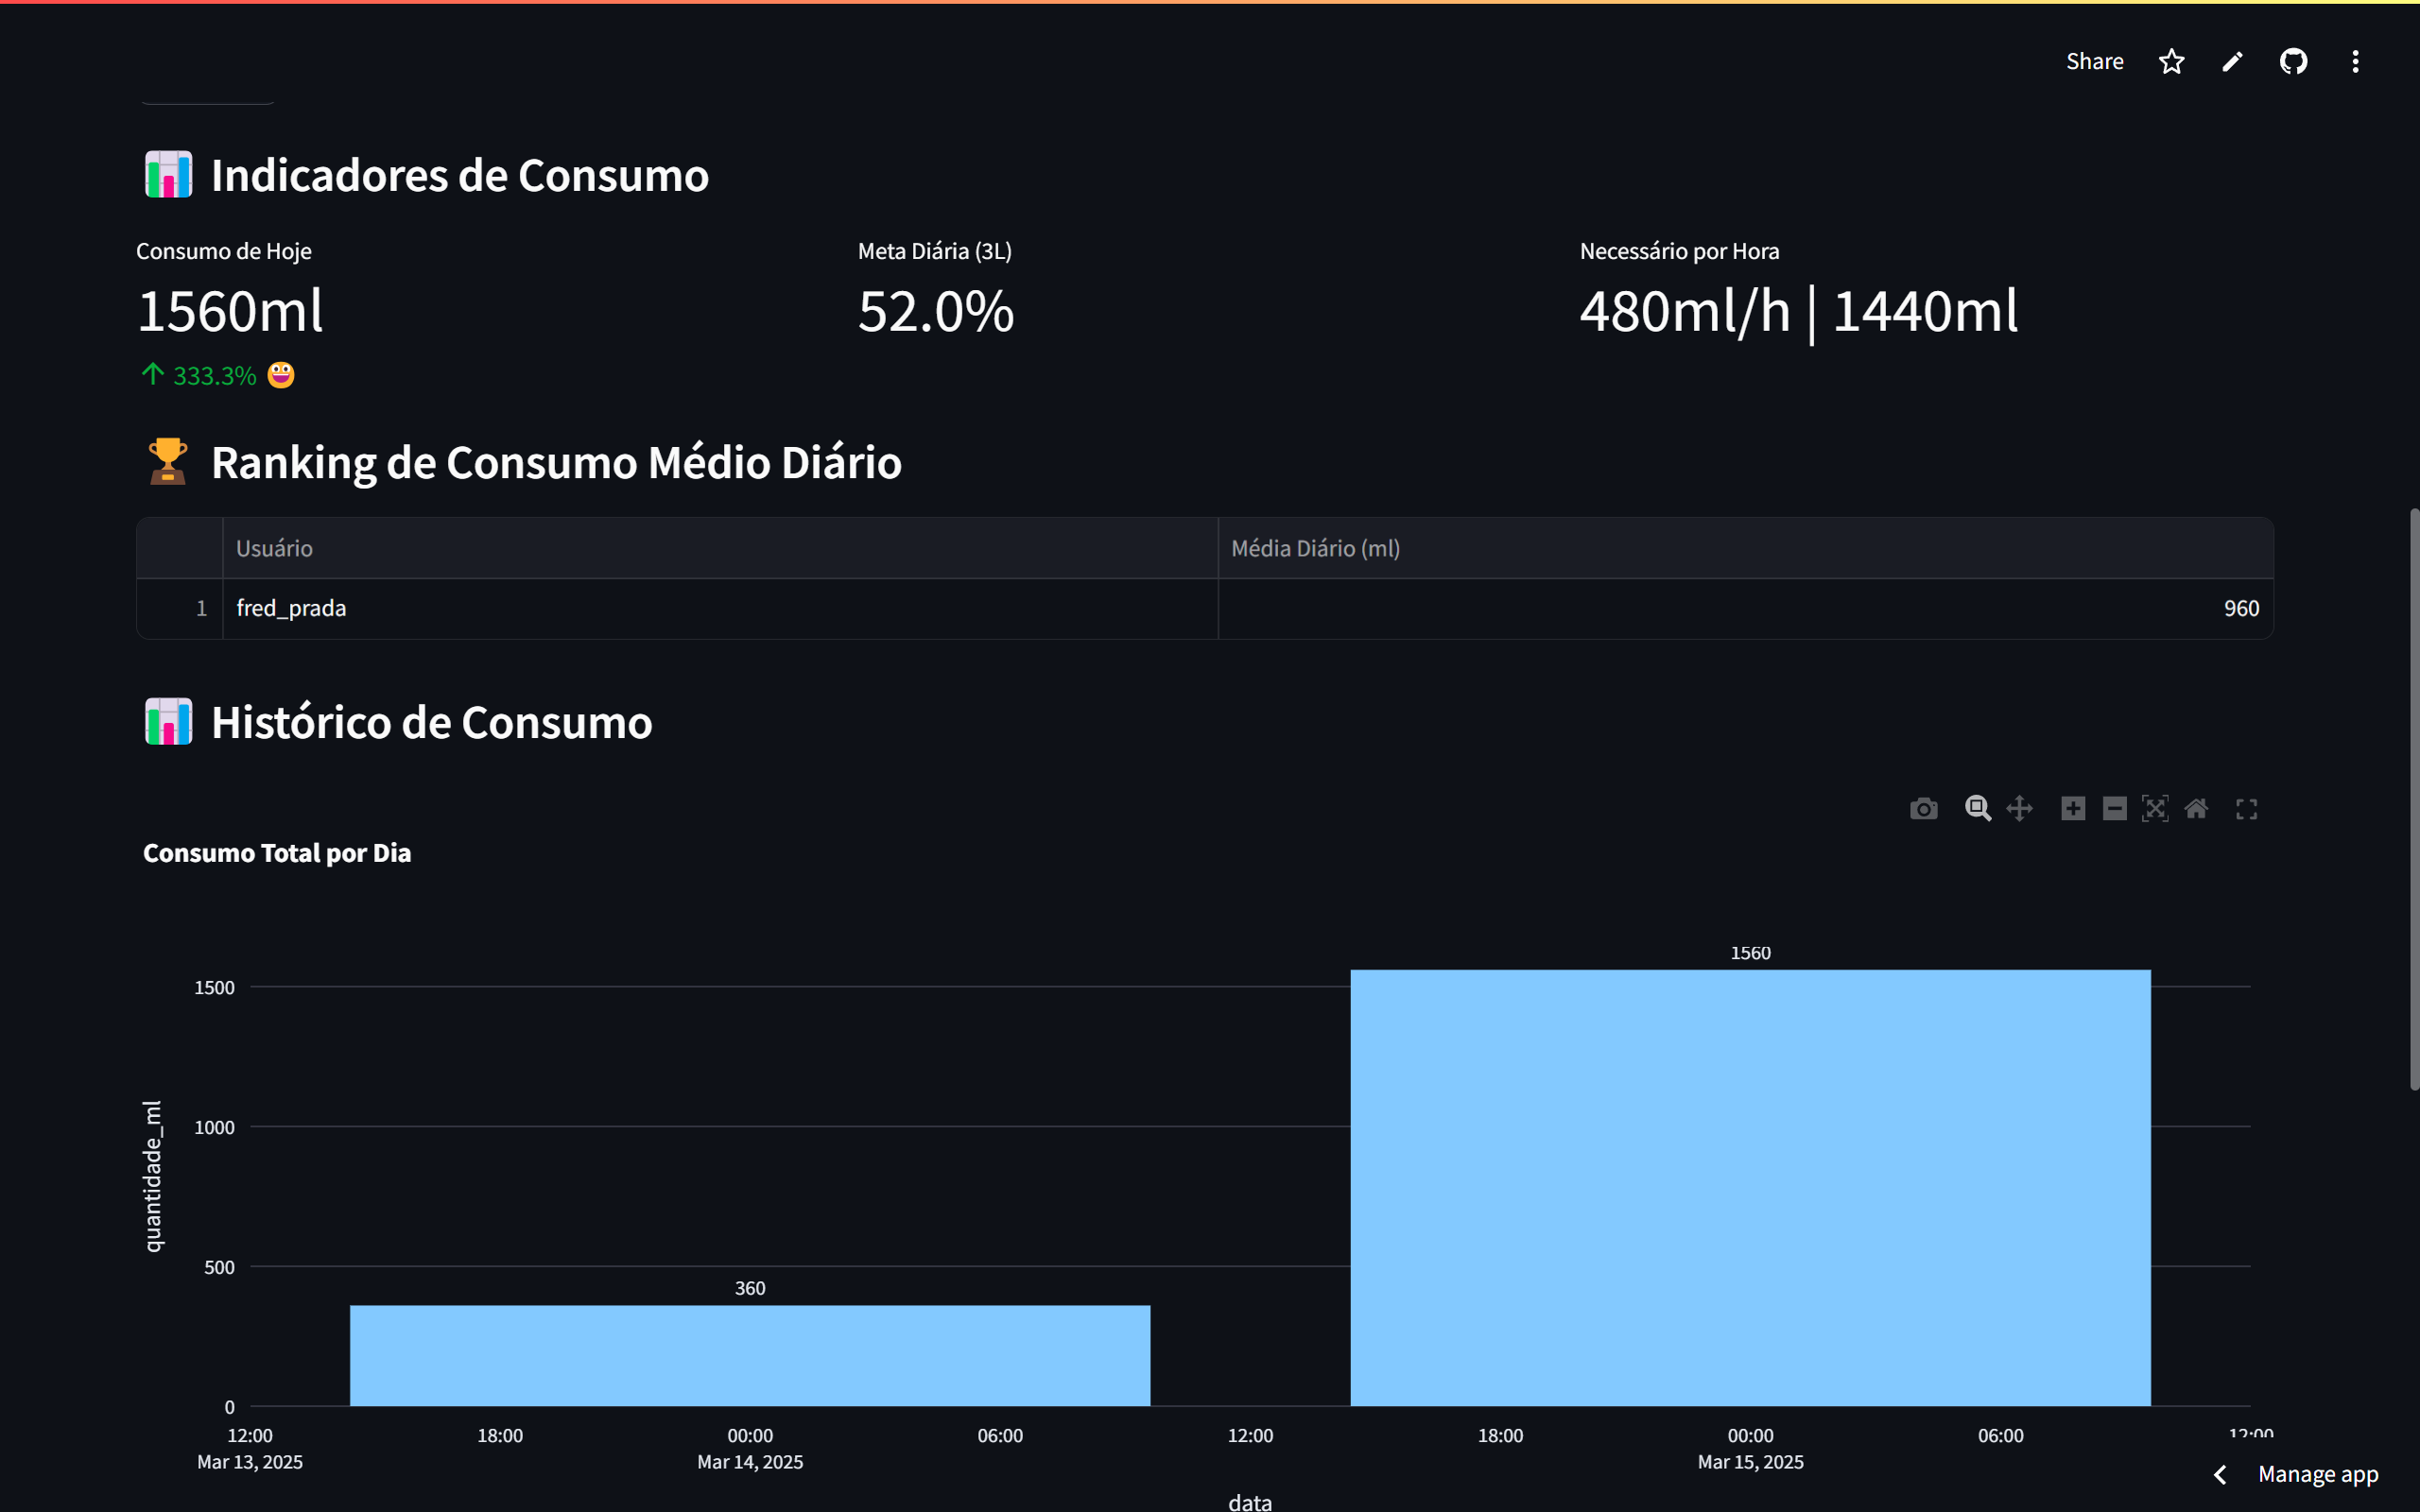 Share
Indicadores de Consumo
Consumo de Hoje
1560ml
↑ 333.3%
Meta Diária (3L)
52.0%
Necessário por Hora
480ml/h | 1440ml
Ranking de Consumo Médio Diário
Usuário Média Diário (ml)
1 fred_prada 960
Histórico de Consumo
Consumo Total por Dia
1560
1500
1000
quantidade_ml
500
360
0
12:00 18:00 00:00 06:00 12:00 18:00 00:00 06:00 12:00
Mar 13, 2025 Mar 14, 2025 Mar 15, 2025
Manage app
data